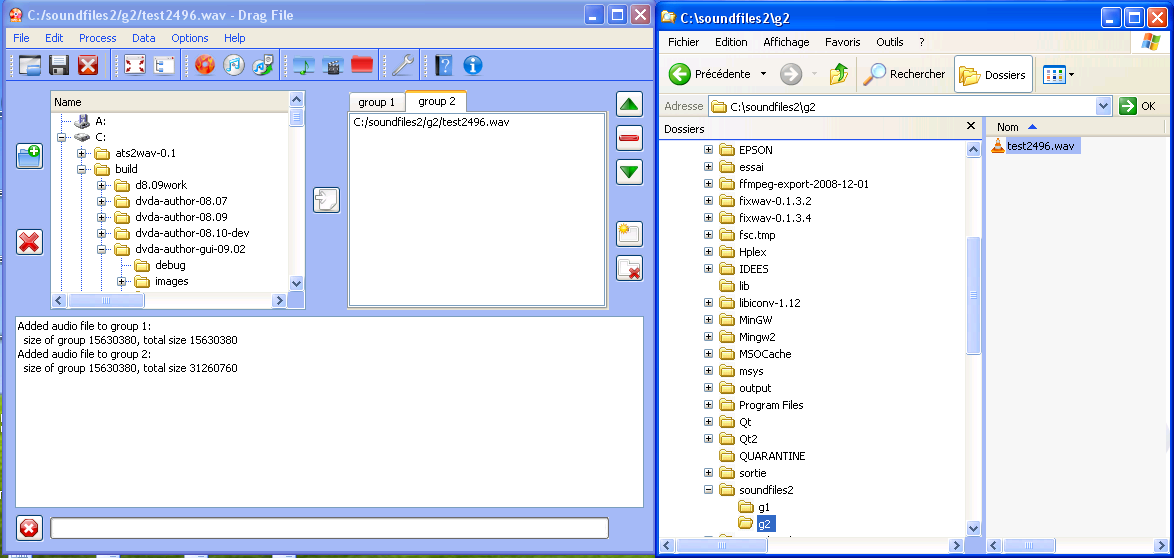 C:/soundfiles2/g2/test2496.wav - Drag File
File Edit Process Data Options Help
Name
A:
C:
ats2wav-0.1
build
d8.09work
dvda-author-08.07
dvda-author-08.09
dvda-author-08.10-dev
dvda-author-gui-09.02
debug
images
group 1 group 2
C:/soundfiles2/g2/test2496.wav
Added audio file to group 1:
size of group 15630380, total size 15630380
Added audio file to group 2:
size of group 15630380, total size 31260760
C:\soundfiles2\g2
Fichier Edition Affichage Favoris Outils ?
Précédente Rechercher Dossiers
Adresse C:\soundfiles2\g2 OK
Dossiers
EPSON
essai
ffmpeg-export-2008-12-01
fixwav-0.1.3.2
fixwav-0.1.3.4
fsc.tmp
Hplex
IDEES
lib
libiconv-1.12
MinGW
Mingw2
MSOCache
msys
output
Program Files
Qt
Qt2
QUARANTINE
sortie
soundfiles2
g1
g2
Nom
test2496.wav